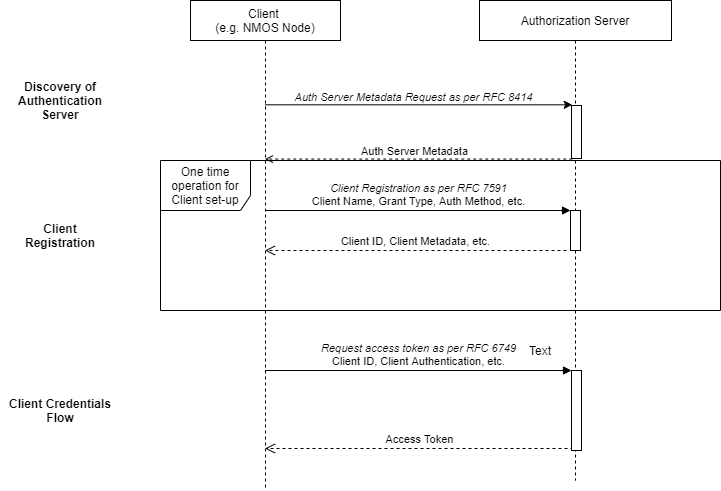 Client
(e.g. NMOS Node)
Authorization Server
Discovery of
Authentication
Server
Auth Server Metadata Request as per RFC 8414
Auth Server Metadata
One time
operation for
Client set-up
Client Registration as per RFC 7591
Client Name, Grant Type, Auth Method, etc.
Client
Registration
Client ID, Client Metadata, etc.
Request access token as per RFC 6749
Text
Client ID, Client Authentication, etc.
Client Credentials
Flow
Access Token